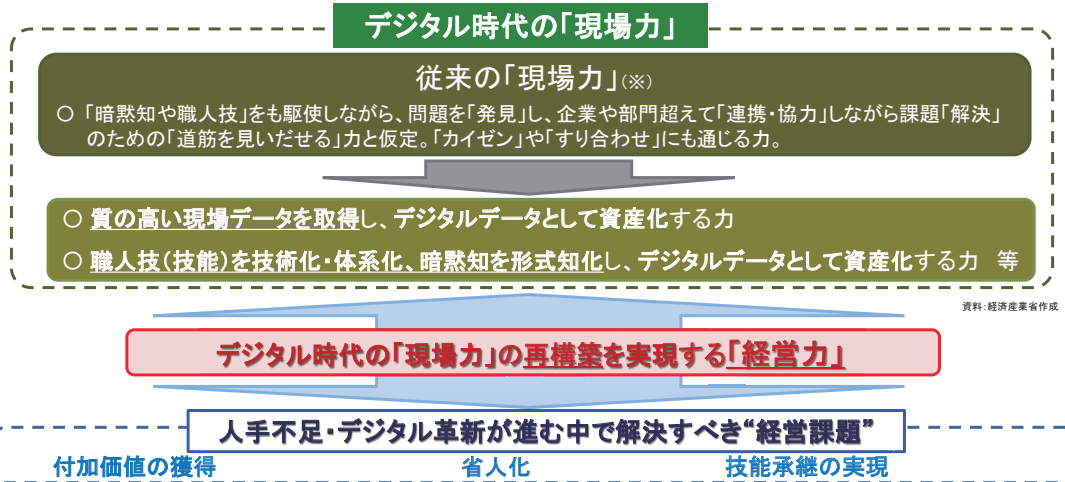 デジタル時代の「現場力」
従来の「現場力」(※)
○ 「暗黙知や職人技」をも駆使しながら、問題を「発見」し、企業や部門超えて「連携・協力」しながら課題「解決」
のための「道筋を見いだせる」力と仮定。「カイゼン」や「すり合わせ」にも通じる力。
○ 質の高い現場データを取得し、デジタルデータとして資産化する力
○ 職人技(技能)を技術化・体系化、暗黙知を形式知化し、デジタルデータとして資産化する力 等
資料:経済産業省作成
デジタル時代の「現場力」の再構築を実現する「経営力」
人手不足・デジタル革新が進む中で解決すべき“経営課題”
付加価値の獲得 省人化 技能承継の実現